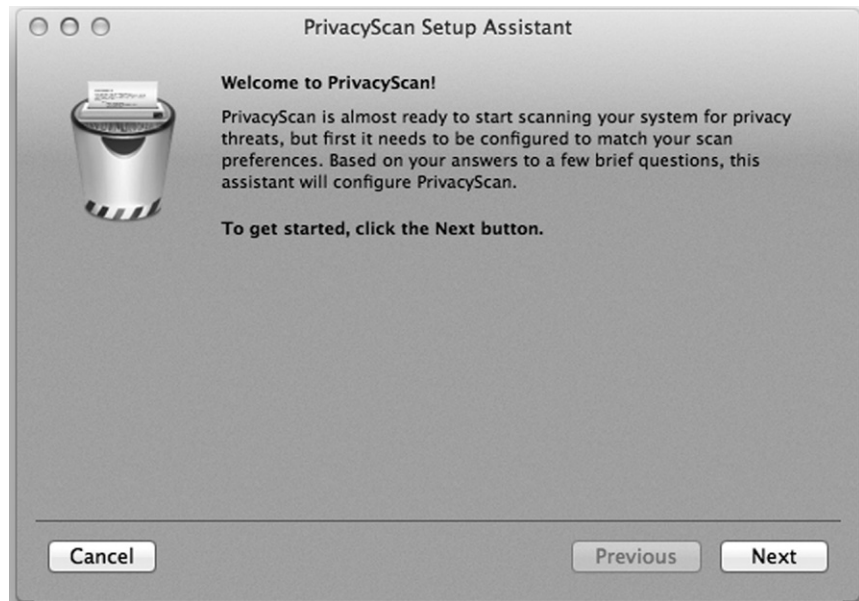 PrivacyScan Setup Assistant
Welcome to PrivacyScan!
PrivacyScan is almost ready to start scanning your system for privacy
threats, but first it needs to be configured to match your scan
preferences. Based on your answers to a few brief questions, this
assistant will configure PrivacyScan.
To get started, click the Next button.
Cancel
Previous
Next